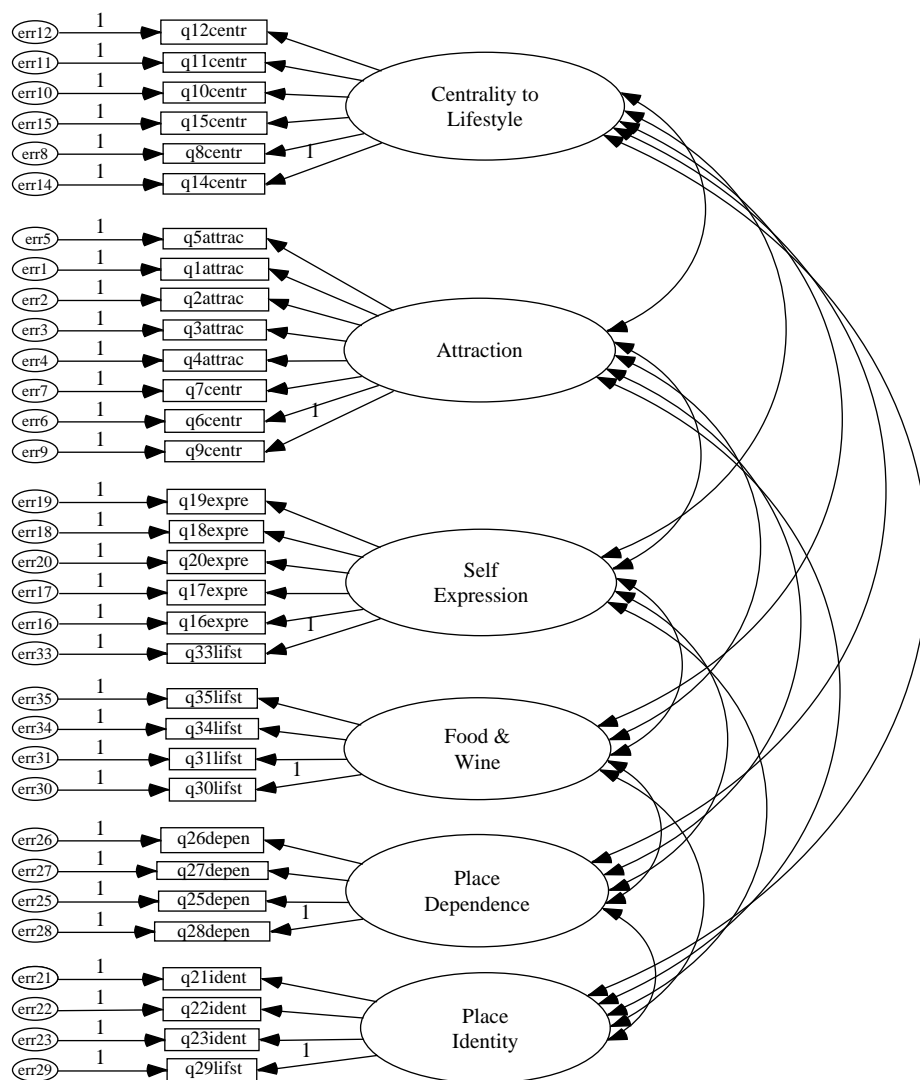 err12 1 q12centr
err11 1 q11centr
err10 1 q10centr
err15 1 q15centr
err8 1 q8centr 1
err14 1 q14centr
Centrality to
Lifestyle
err5 1 q5attrac
err1 1 q1attrac
err2 1 q2attrac
err3 1 q3attrac
err4 1 q4attrac
err7 1 q7centr
err6 1 q6centr 1
err9 1 q9centr
Attraction
err19 1 q19expre
err18 1 q18expre
err20 1 q20expre
err17 1 q17expre
err16 1 q16expre 1
err33 1 q33lifst
Self
Expression
err35 1 q35lifst
err34 1 q34lifst
err31 1 q31lifst 1
err30 1 q30lifst
Food &
Wine
err26 1 q26depen
err27 1 q27depen
err25 1 q25depen 1
err28 1 q28depen
Place
Dependence
err21 1 q21ident
err22 1 q22ident
err23 1 q23ident 1
err29 1 q29lifst
Place
Identity